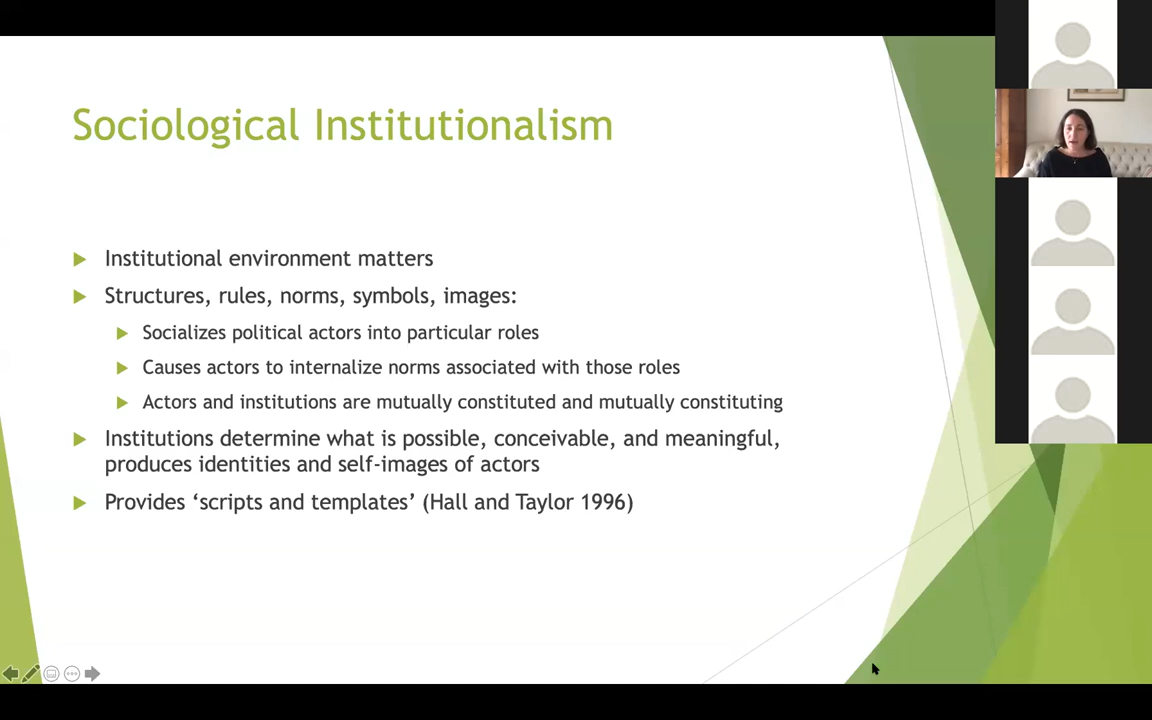 Sociological Institutionalism
Institutional environment matters
Structures, rules, norms, symbols, images:
Socializes political actors into particular roles
Causes actors to internalize norms associated with those roles
Actors and institutions are mutually constituted and mutually constituting
Institutions determine what is possible, conceivable, and meaningful,
produces identities and self-images of actors
Provides ‘scripts and templates’ (Hall and Taylor 1996)